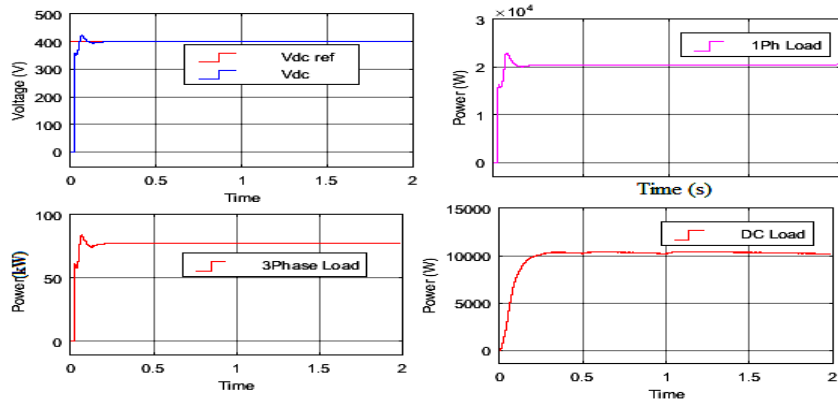 500
400
300
200
100
0
Voltage (V)
Vdc ref
Vdc
0 0.5 1 1.5 2
Time
× 10⁴
3
2
1
0
Power (W)
1Ph Load
Time (s)
100
50
0
Power(kW)
3Phase Load
0 0.5 1 1.5 2
Time
15000
10000
5000
0
Power (W)
DC Load
0 0.5 1 1.5 2
Time